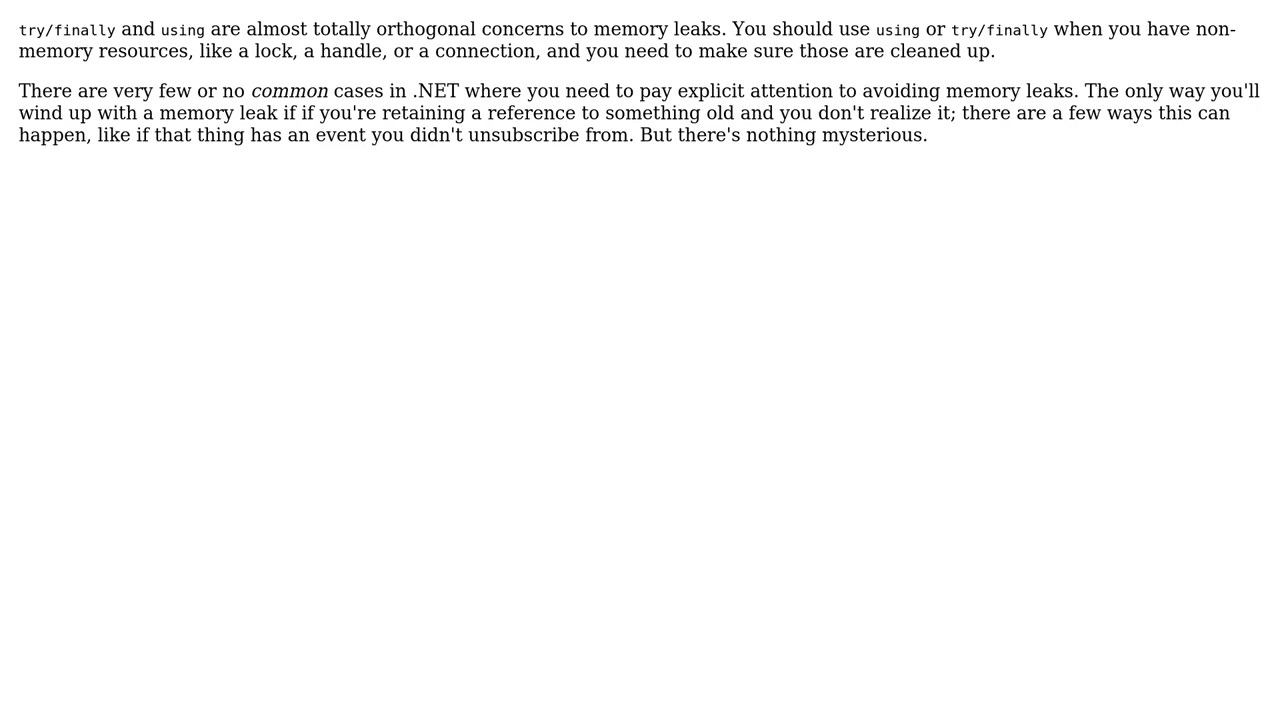 try/finally and using are almost totally orthogonal concerns to memory leaks. You should use using or try/finally when you have non-
memory resources, like a lock, a handle, or a connection, and you need to make sure those are cleaned up.
There are very few or no common cases in .NET where you need to pay explicit attention to avoiding memory leaks. The only way you'll
wind up with a memory leak if if you're retaining a reference to something old and you don't realize it; there are a few ways this can
happen, like if that thing has an event you didn't unsubscribe from. But there's nothing mysterious.